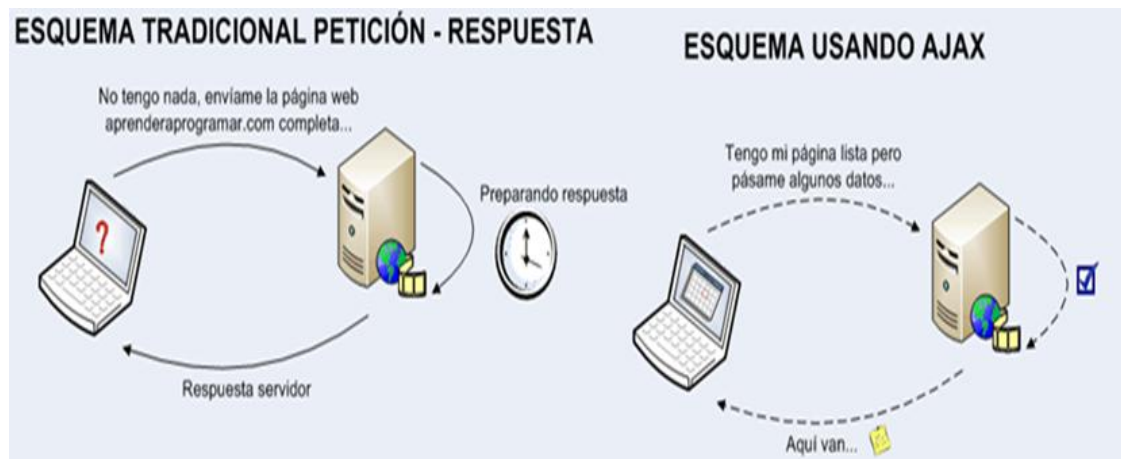 ESQUEMA TRADICIONAL PETICIÓN - RESPUESTA
No tengo nada, envíame la página web
aprenderaprogramar.com completa...
Preparando respuesta
?
Respuesta servidor
ESQUEMA USANDO AJAX
Tengo mi página lista pero
pásame algunos datos...
Aquí van...